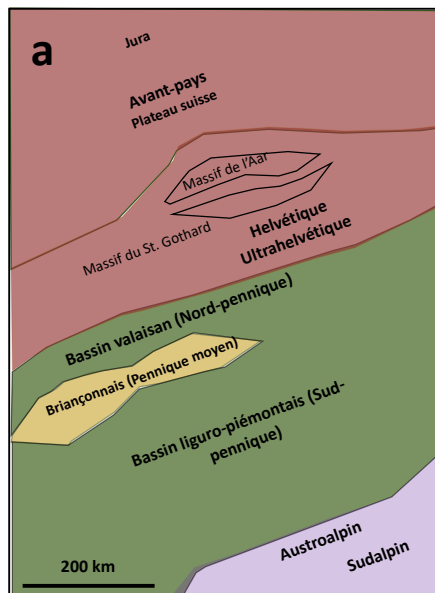 a
Jura
Avant-pays
Plateau suisse
Massif de l'Aar
Massif du St. Gothard
Helvétique
Ultrahelvétique
Bassin valaisan (Nord-pennique)
Briançonnais (Pennique moyen)
Bassin liguro-piémontais (Sud-
pennique)
Austroalpin
Sudalpin
200 km